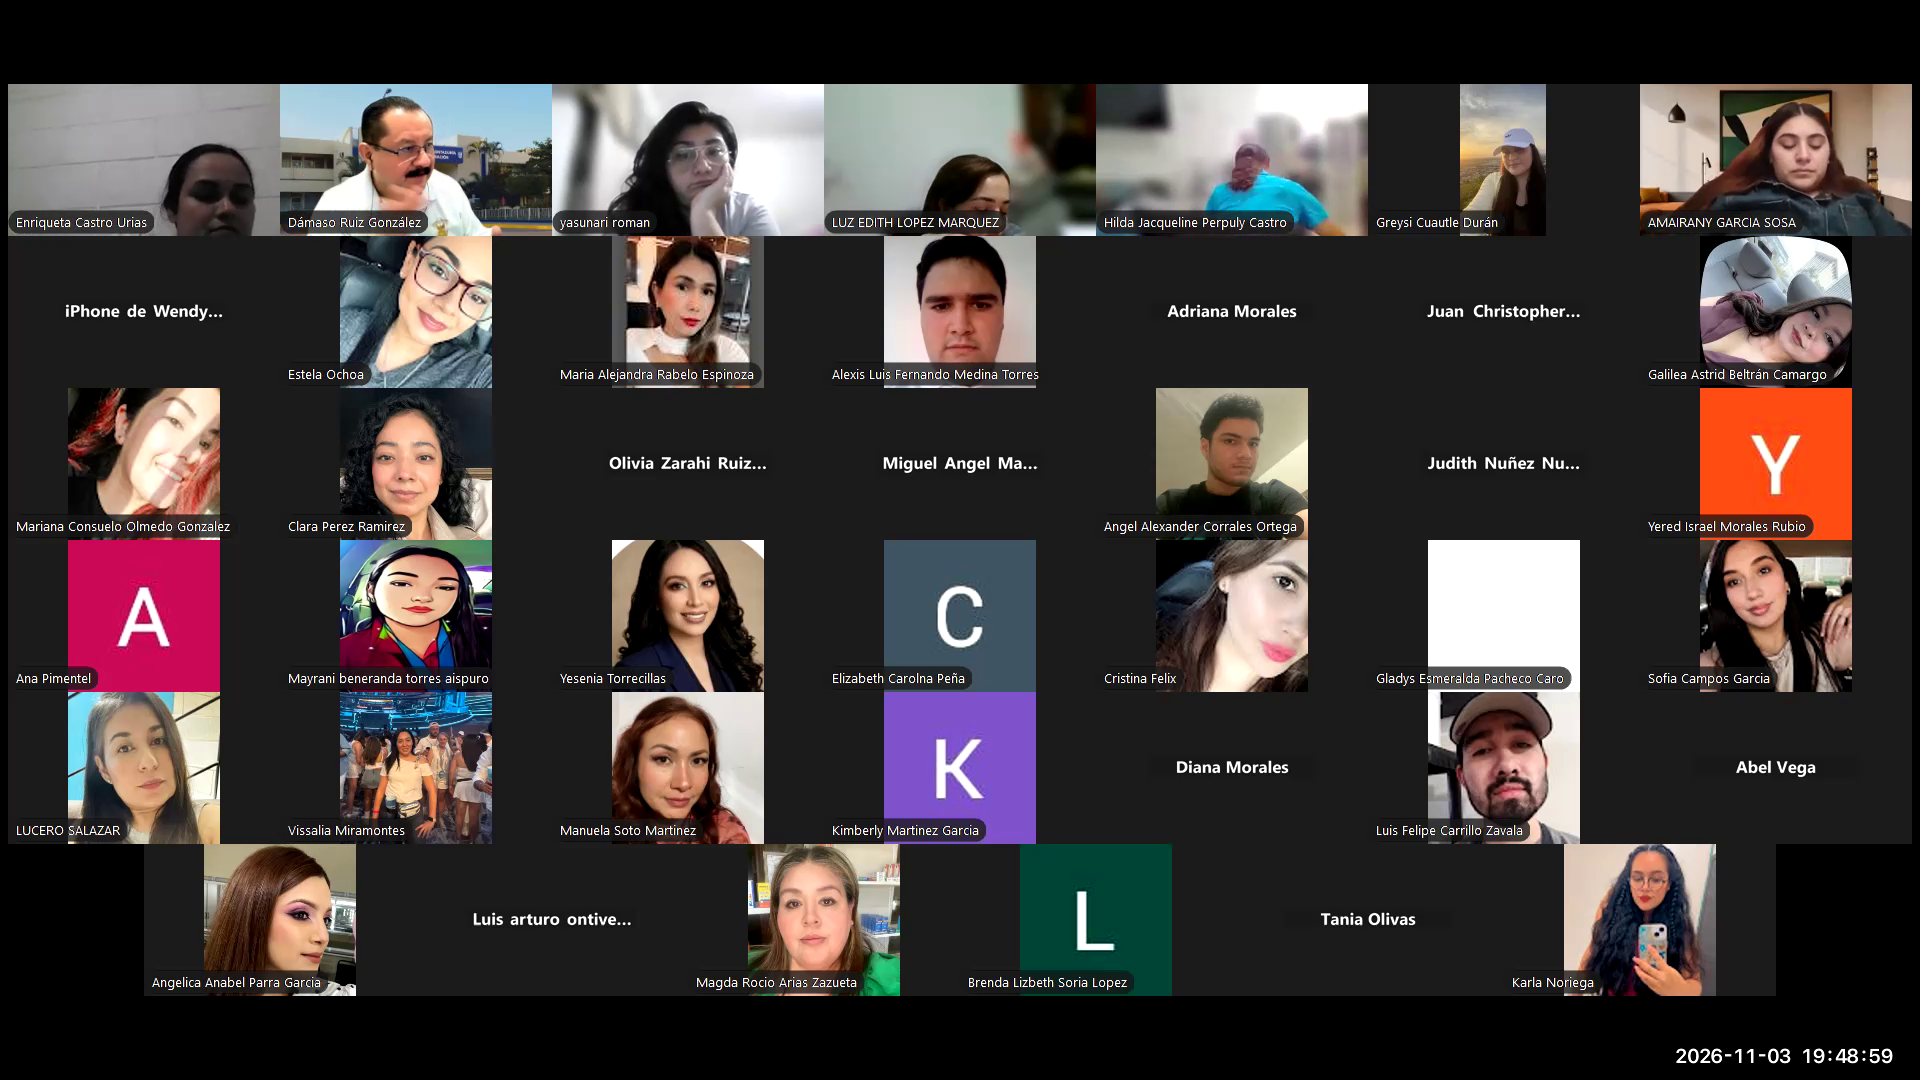 Enriqueta Castro Urias
Dámaso Ruiz González
yasunari roman
LUZ EDITH LOPEZ MARQUEZ
Hilda Jacqueline Perpuly Castro
Greysi Cuautle Durán
AMAIRANY GARCIA SOSA
iPhone de Wendy...
Estela Ochoa
Maria Alejandra Rabelo Espinoza
Alexis Luis Fernando Medina Torres
Adriana Morales
Juan Christopher...
Galilea Astrid Beltrán Camargo
Mariana Consuelo Olmedo Gonzalez
Clara Perez Ramirez
Olivia Zarahi Ruiz...
Miguel Angel Ma...
Angel Alexander Corrales Ortega
Judith Nuñez Nu...
Y
Yered Israel Morales Rubio
A
Ana Pimentel
Mayrani beneranda torres aispuro
Yesenia Torrecillas
C
Elizabeth Carolna Peña
Cristina Felix
Gladys Esmeralda Pacheco Caro
Sofia Campos Garcia
LUCERO SALAZAR
Vissalia Miramontes
Manuela Soto Martinez
K
Kimberly Martinez Garcia
Diana Morales
Luis Felipe Carrillo Zavala
Abel Vega
Angelica Anabel Parra Garcia
Luis arturo ontive...
Magda Rocio Arias Zazueta
L
Brenda Lizbeth Soria Lopez
Tania Olivas
Karla Noriega
2026-11-03 19:48:59